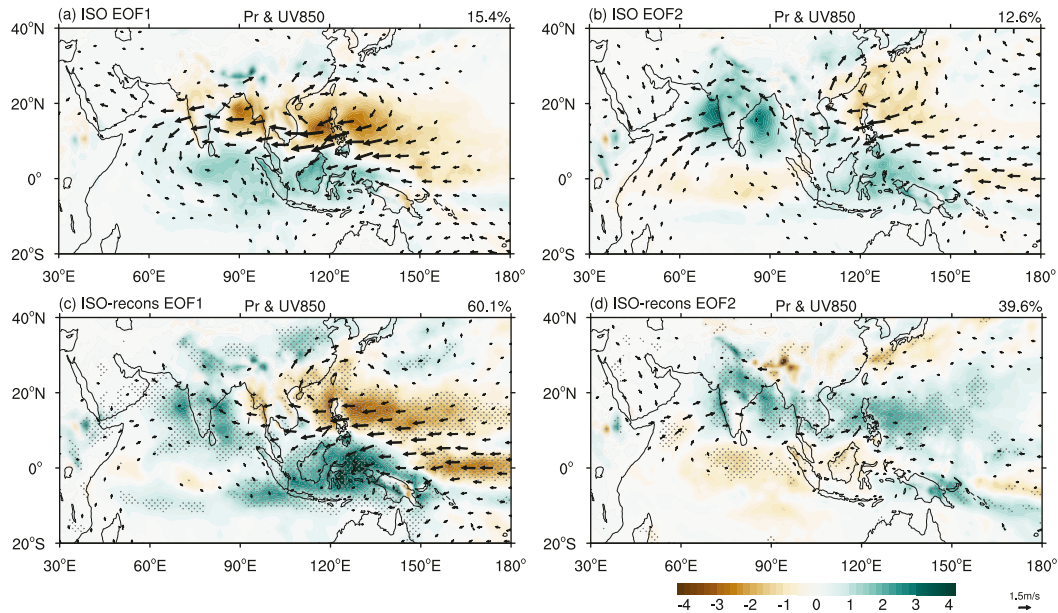 (a) ISO EOF1 Pr & UV850 15.4%
40°N
20°N
0°
20°S
30°E 60°E 90°E 120°E 150°E 180°
(b) ISO EOF2 Pr & UV850 12.6%
40°N
20°N
0°
20°S
30°E 60°E 90°E 120°E 150°E 180°
(c) ISO-recons EOF1 Pr & UV850 60.1%
40°N
20°N
0°
20°S
30°E 60°E 90°E 120°E 150°E 180°
(d) ISO-recons EOF2 Pr & UV850 39.6%
40°N
20°N
0°
20°S
30°E 60°E 90°E 120°E 150°E 180°
-4 -3 -2 -1 0 1 2 3 4
1.5m/s